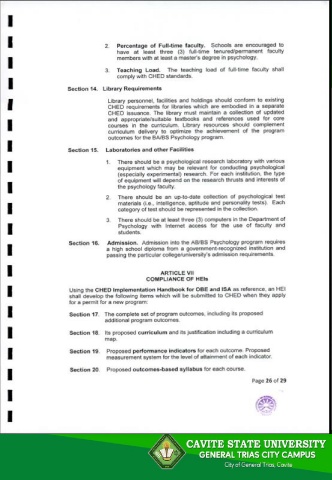 2. Percentage of Full-time faculty. Schools are encouraged to
have at least three (3) full-time tenured/permanent faculty
members with at least a master's degree in psychology.
3. Teaching Load. The teaching load of full-time faculty shall
comply with CHED standards.
Section 14. Library Requirements
Library personnel, facilities and holdings should conform to existing
CHED requirements for libraries which are embodied in a separate
CHED issuance. The library must maintain a collection of updated
and appropriate/suitable textbooks and references used for core
courses in the curriculum. Library resources should complement
curriculum delivery to optimize the achievement of the program
outcomes for the BA/BS Psychology program.
Section 15. Laboratories and other Facilities
1. There should be a psychological research laboratory with various
equipment which may be relevant for conducting psychological
(especially experimental) research. For each institution, the type
of equipment will depend on the research thrusts and interests of
the psychology faculty.
2. There should be an up-to-date collection of psychological test
materials (i.e., intelligence, aptitude and personality tests). Each
category of test should be represented in the collection.
3. There should be at least three (3) computers in the Department of
Psychology with Internet access for the use of faculty and
students.
Section 16. Admission. Admission into the AB/BS Psychology program requires
a high school diploma from a government-recognized institution and
passing the particular college/university's admission requirements.
ARTICLE VII
COMPLIANCE OF HEIs
Using the CHED Implementation Handbook for OBE and ISA as reference, an HEI
shall develop the following items which will be submitted to CHED when they apply
for a permit for a new program:
Section 17. The complete set of program outcomes, including its proposed
additional program outcomes.
Section 18. Its proposed curriculum and its justification including a curriculum
map.
Section 19. Proposed performance indicators for each outcome. Proposed
measurement system for the level of attainment of each indicator.
Section 20. Proposed outcomes-based syllabus for each course.
Page 26 of 29
CAVITE STATE UNIVERSITY
GENERAL TRIAS CITY CAMPUS
City of General Trias, Cavite